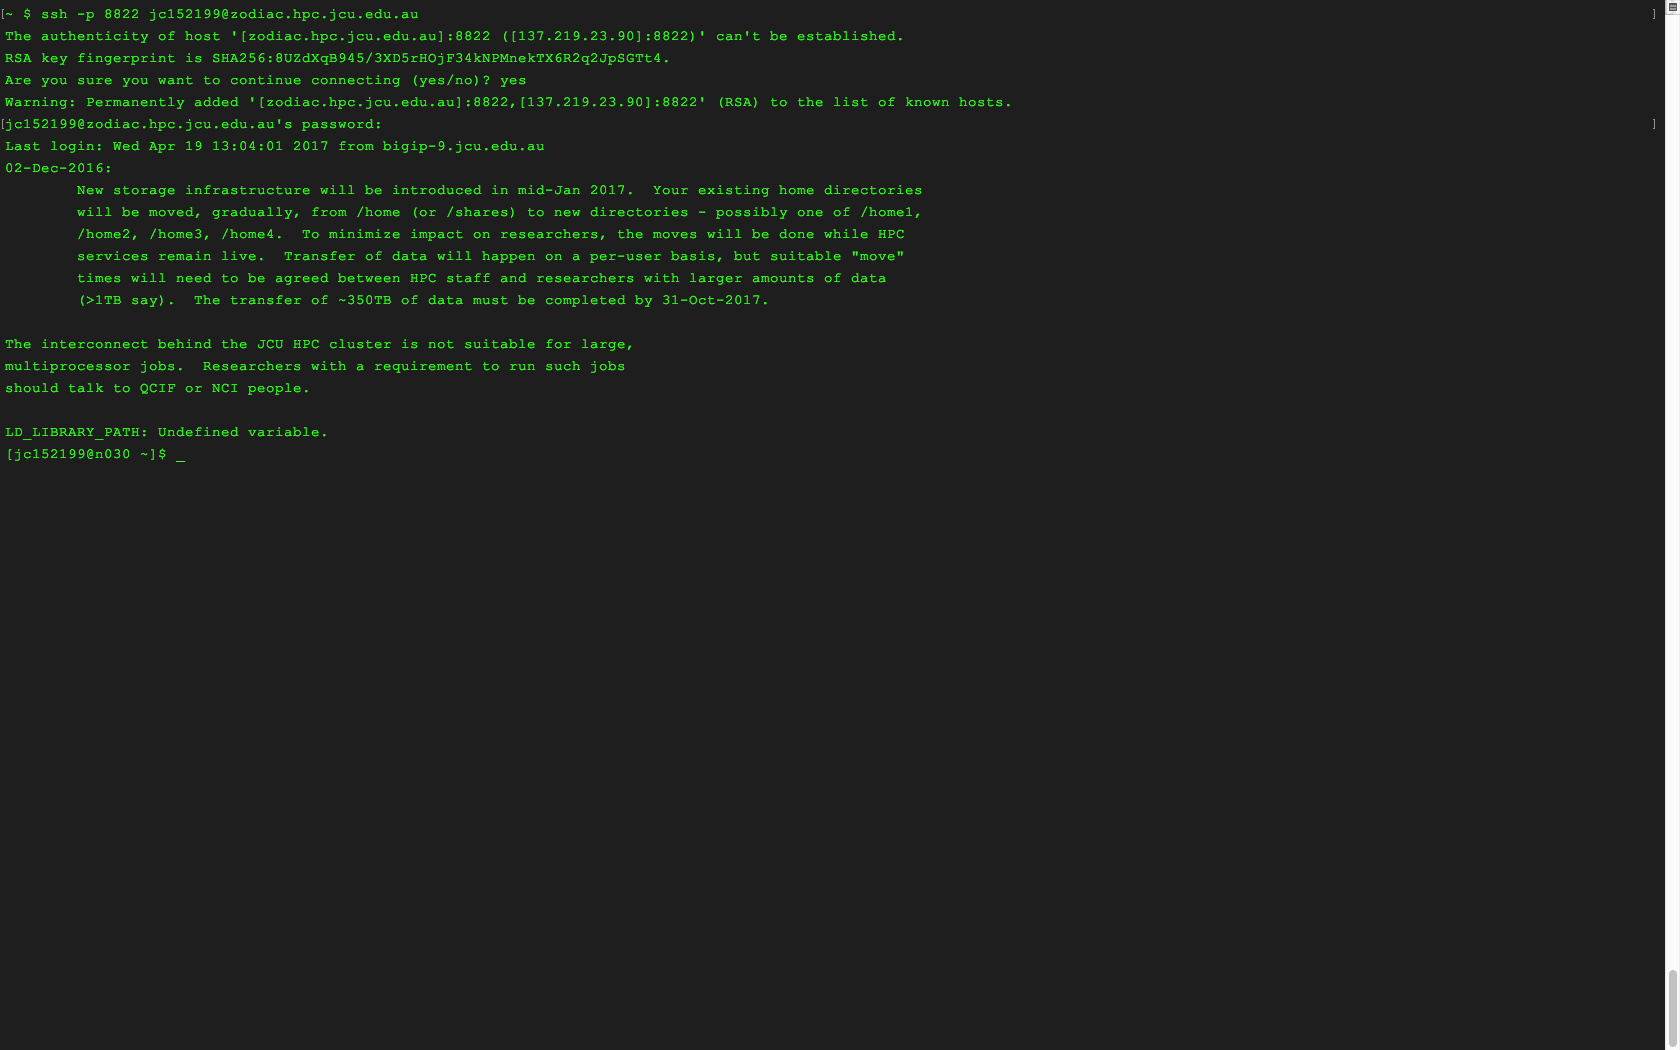 [~ $ ssh -p 8822 jc152199@zodiac.hpc.jcu.edu.au ]
The authenticity of host '[zodiac.hpc.jcu.edu.au]:8822 ([137.219.23.90]:8822)' can't be established.
RSA key fingerprint is SHA256:8UZdXqB945/3XD5rHOjF34kNPMnekTX6R2q2JpSGTt4.
Are you sure you want to continue connecting (yes/no)? yes
Warning: Permanently added '[zodiac.hpc.jcu.edu.au]:8822,[137.219.23.90]:8822' (RSA) to the list of known hosts.
[jc152199@zodiac.hpc.jcu.edu.au's password: ]
Last login: Wed Apr 19 13:04:01 2017 from bigip-9.jcu.edu.au
02-Dec-2016:
New storage infrastructure will be introduced in mid-Jan 2017.  Your existing home directories
will be moved, gradually, from /home (or /shares) to new directories - possibly one of /home1,
/home2, /home3, /home4.  To minimize impact on researchers, the moves will be done while HPC
services remain live.  Transfer of data will happen on a per-user basis, but suitable "move"
times will need to be agreed between HPC staff and researchers with larger amounts of data
(>1TB say).  The transfer of ~350TB of data must be completed by 31-Oct-2017.
The interconnect behind the JCU HPC cluster is not suitable for large,
multiprocessor jobs.  Researchers with a requirement to run such jobs
should talk to QCIF or NCI people.
LD_LIBRARY_PATH: Undefined variable.
[jc152199@n030 ~]$ _